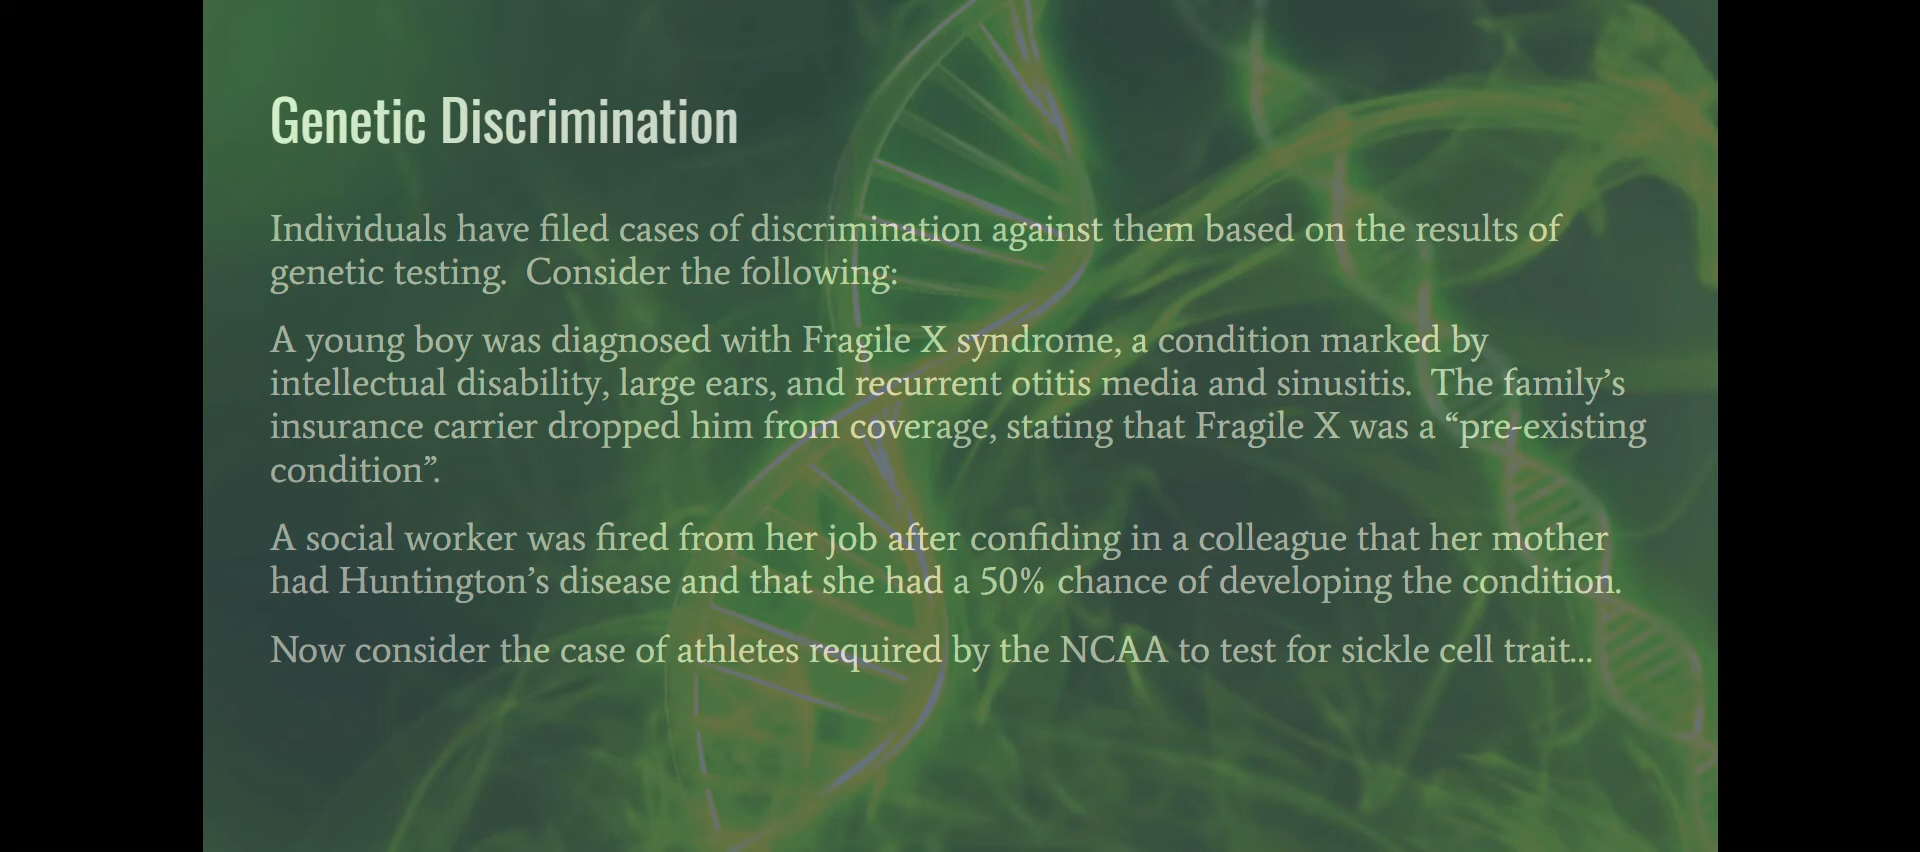 Genetic Discrimination
Individuals have filed cases of discrimination against them based on the results of
genetic testing.  Consider the following:
A young boy was diagnosed with Fragile X syndrome, a condition marked by
intellectual disability, large ears, and recurrent otitis media and sinusitis.  The family’s
insurance carrier dropped him from coverage, stating that Fragile X was a “pre-existing
condition”.
A social worker was fired from her job after confiding in a colleague that her mother
had Huntington’s disease and that she had a 50% chance of developing the condition.
Now consider the case of athletes required by the NCAA to test for sickle cell trait...